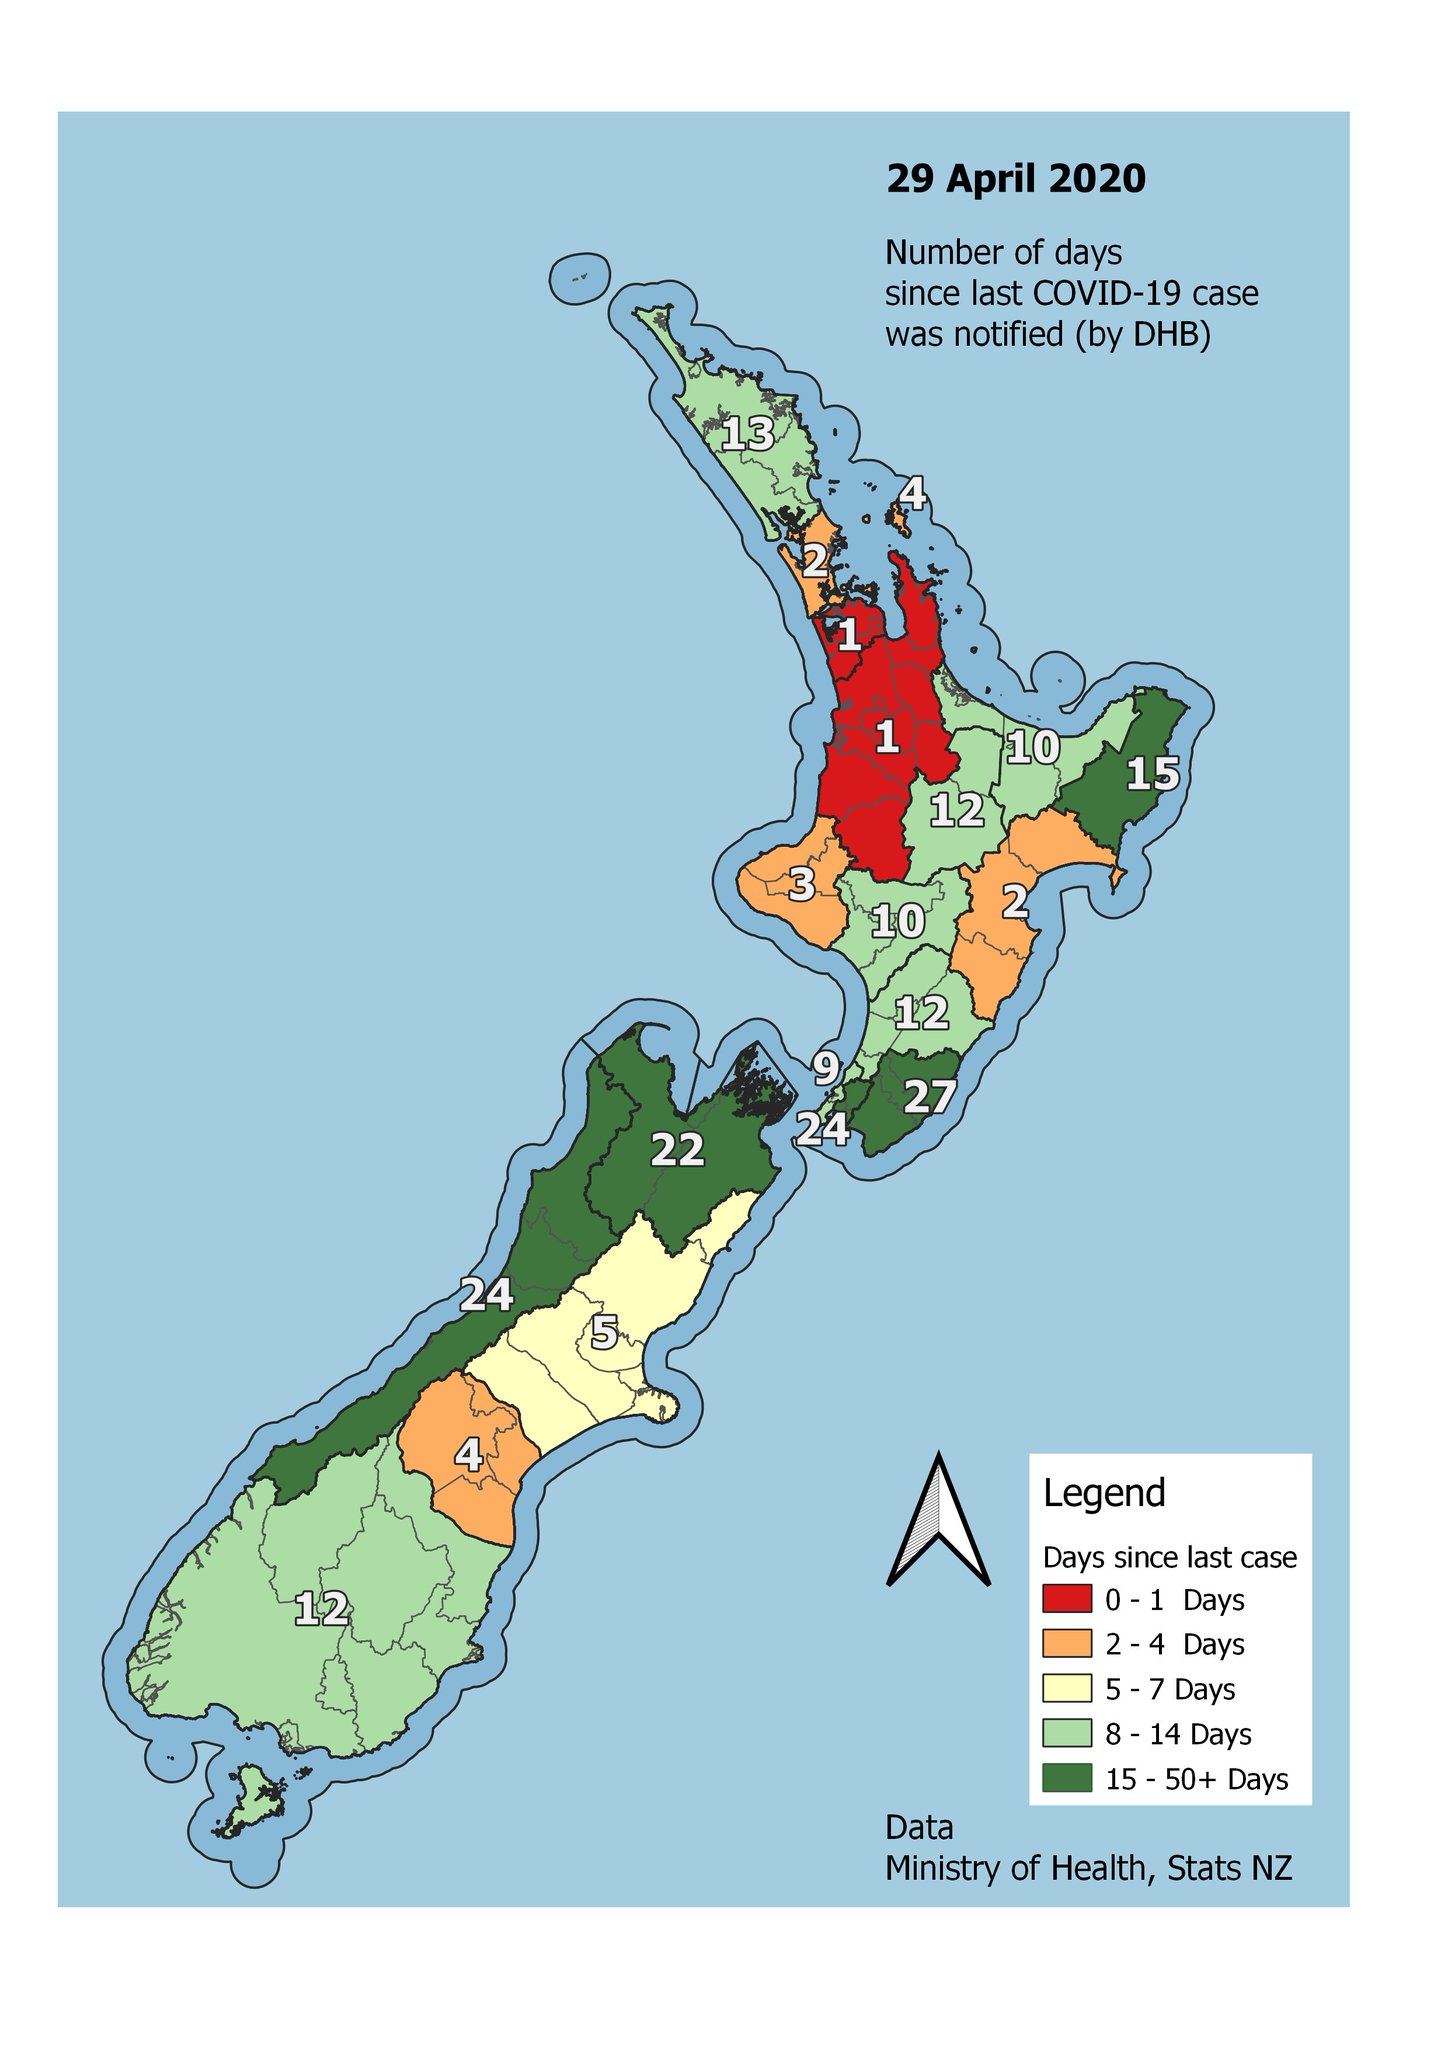 29 April 2020
Number of days
since last COVID-19 case
was notified (by DHB)
13
4
2
1
1
10
15
12
3
2
10
12
9
27
24
22
24
5
4
12
Legend
Days since last case
0 - 1 Days
2 - 4 Days
5 - 7 Days
8 - 14 Days
15 - 50+ Days
Data
Ministry of Health, Stats NZ